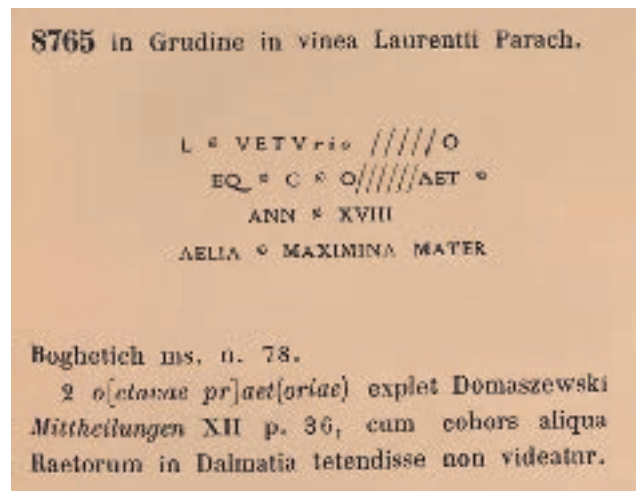 8765 in Grudine in vinea Laurentii Parach.
L ⸰ VETVrio //////O
EQ ⸰ C ⸰ O//////AET ⸰
ANN ⸰ XVIII
AELIA ⸰ MAXIMINA MATER
Boghetich ms. n. 78.
2 o[ctavae pr]aet(oriae) explet Domaszewski
Mittheilungen XII p. 36, cum cohors aliqua
Raetorum in Dalmatia tetendisse non videatur.